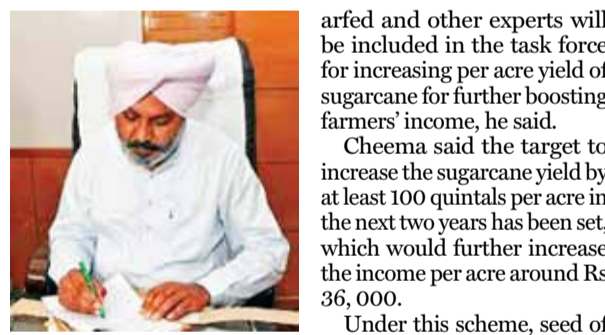 arfed and other experts will
be included in the task force
for increasing per acre yield of
sugarcane for further boosting
farmers' income, he said.
Cheema said the target to
increase the sugarcane yield by
at least 100 quintals per acre in
the next two years has been set,
which would further increase
the income per acre around Rs
36, 000.
Under this scheme, seed of